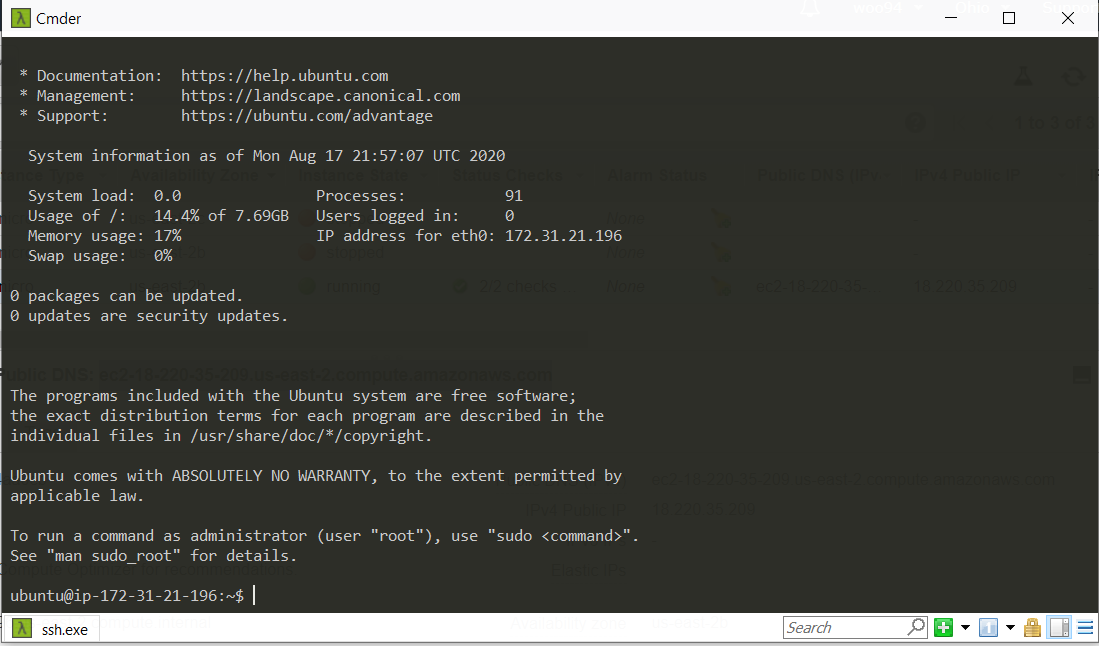 Cmder
* Documentation:  https://help.ubuntu.com
* Management:     https://landscape.canonical.com
* Support:        https://ubuntu.com/advantage
System information as of Mon Aug 17 21:57:07 UTC 2020
System load:  0.0               Processes:           91
Usage of /:   14.4% of 7.69GB   Users logged in:     0
Memory usage: 17%               IP address for eth0: 172.31.21.196
Swap usage:   0%
0 packages can be updated.
0 updates are security updates.
The programs included with the Ubuntu system are free software;
the exact distribution terms for each program are described in the
individual files in /usr/share/doc/*/copyright.
Ubuntu comes with ABSOLUTELY NO WARRANTY, to the extent permitted by
applicable law.
To run a command as administrator (user "root"), use "sudo <command>".
See "man sudo_root" for details.
ubuntu@ip-172-31-21-196:~$
ssh.exe
Search